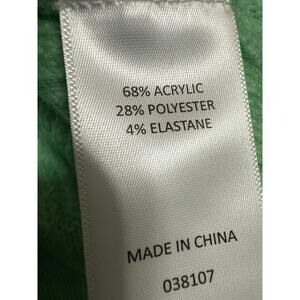 68% ACRYLIC
28% POLYESTER
4% ELASTANE
MADE IN CHINA
038107